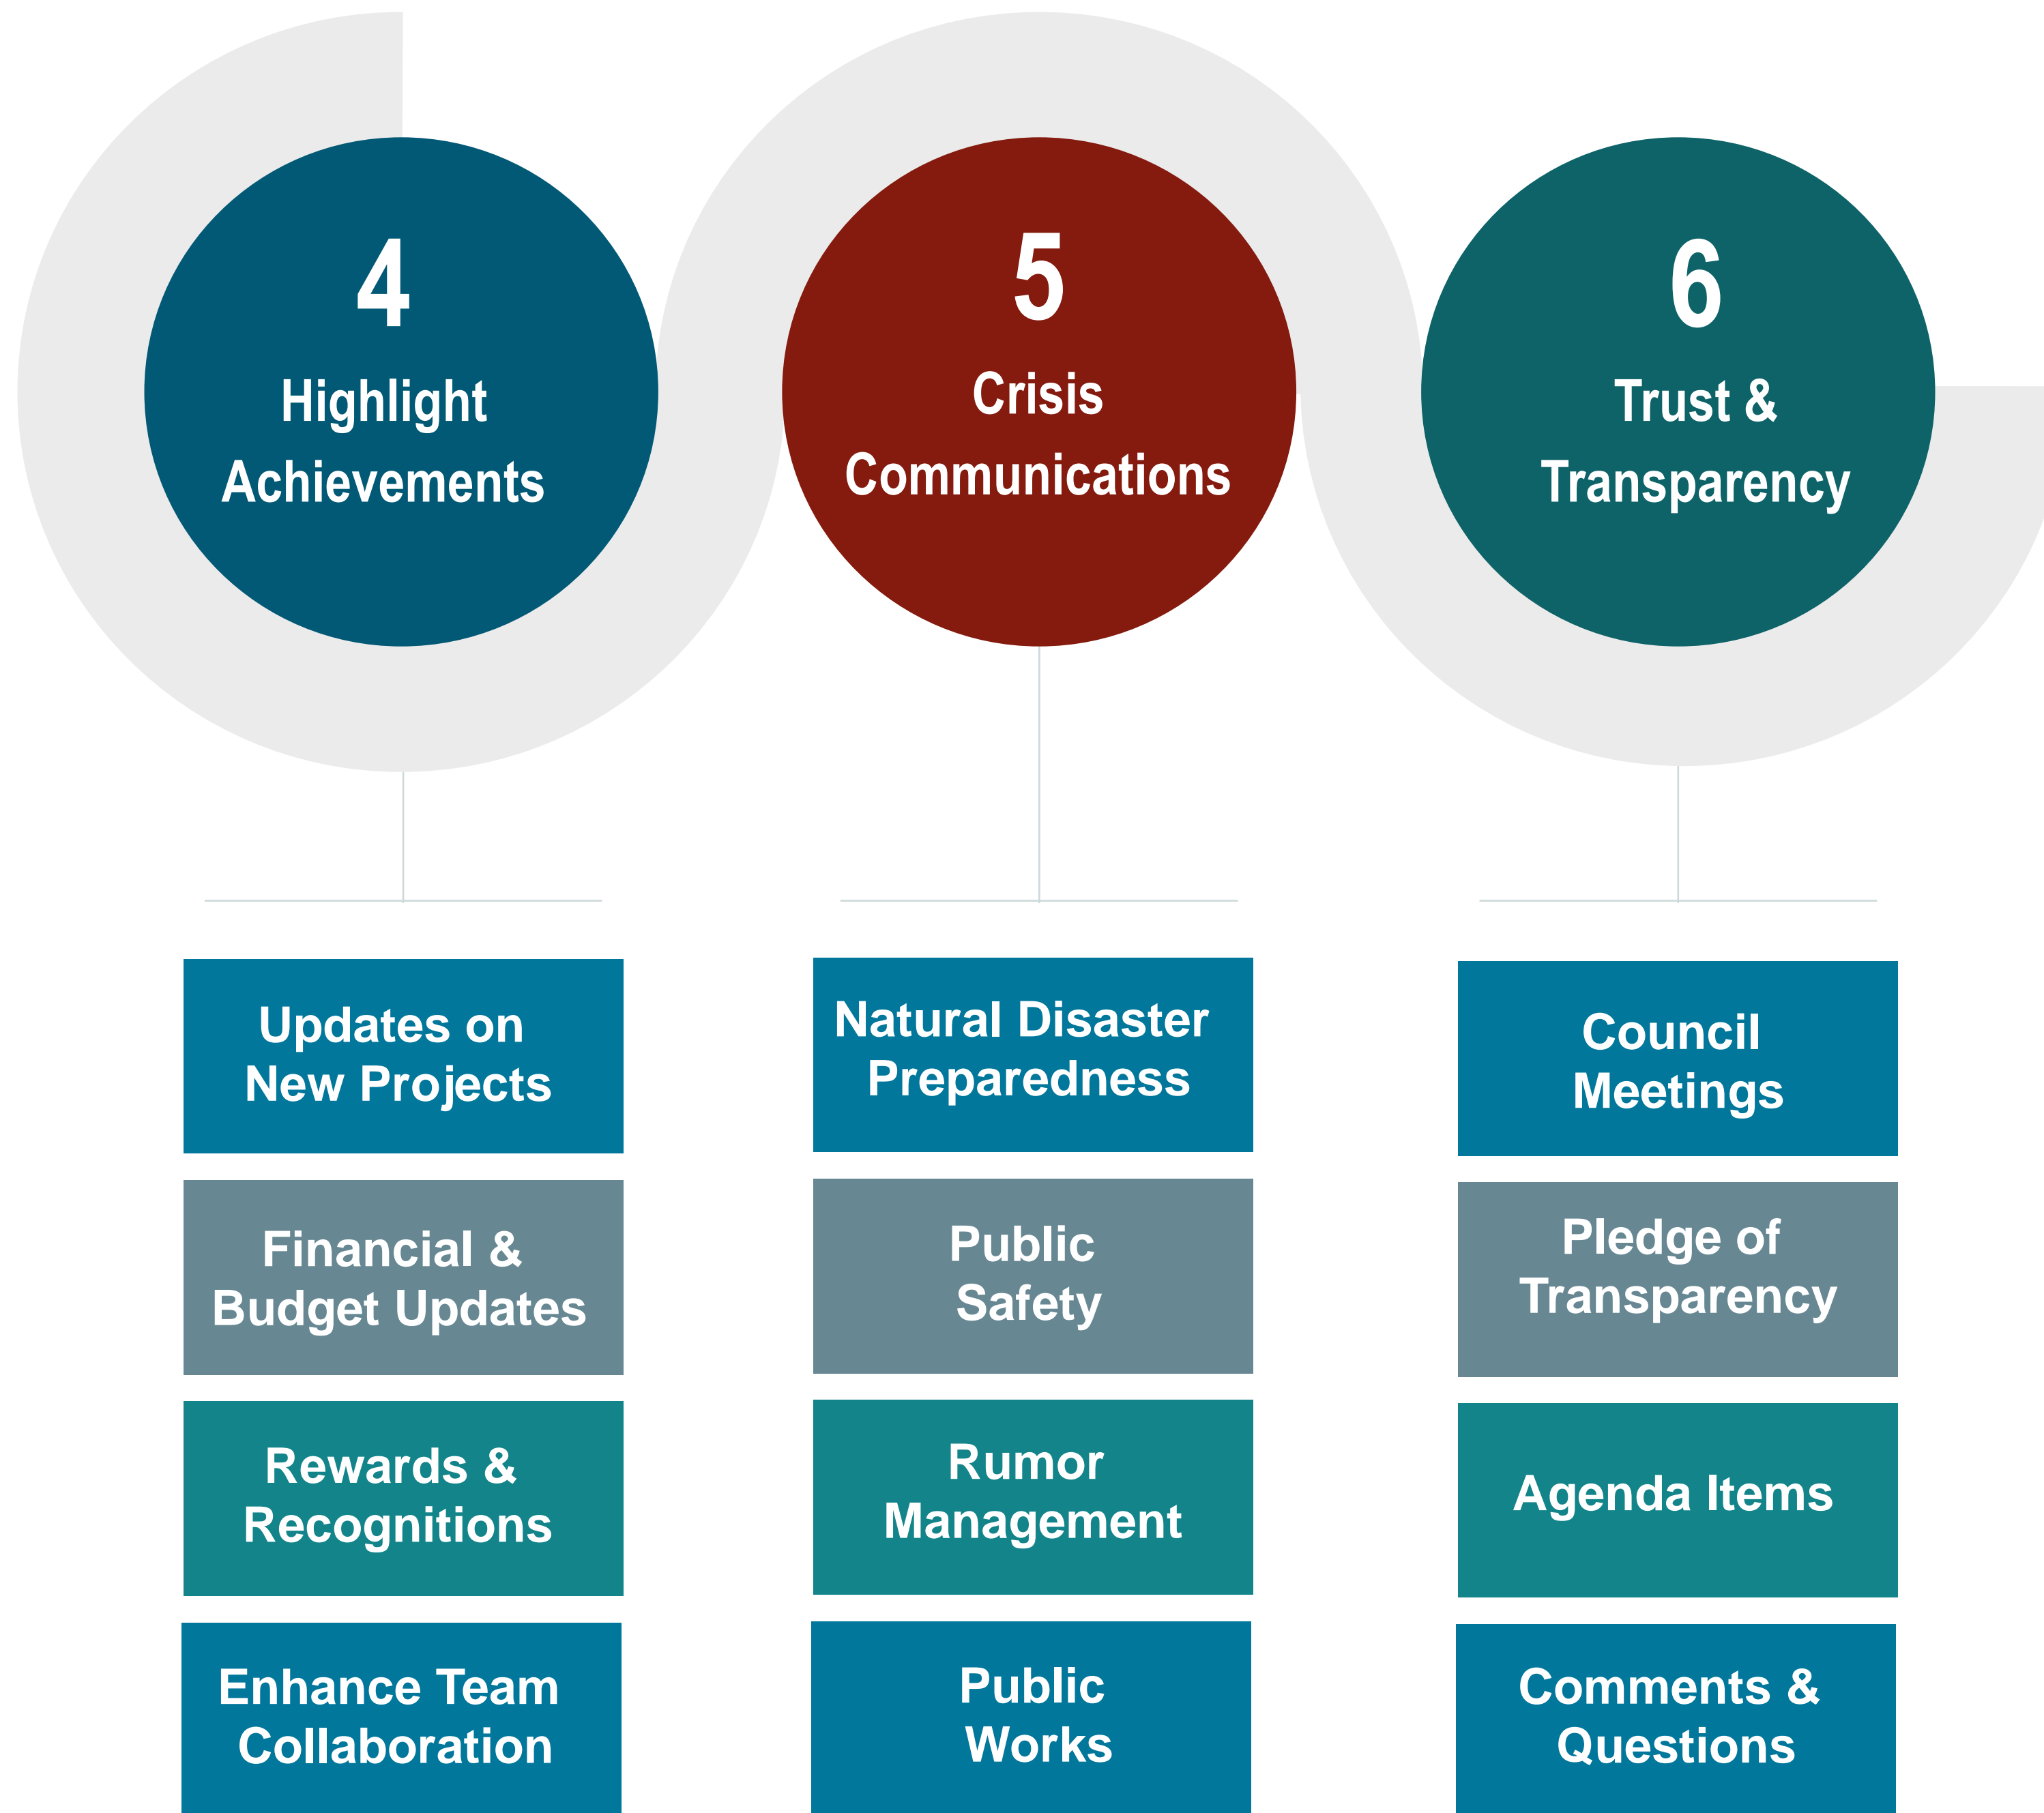 4
Highlight
Achievements
5
Crisis
Communications
6
Trust &
Transparency
Updates on
New Projects
Financial &
Budget Updates
Rewards &
Recognitions
Enhance Team
Collaboration
Natural Disaster
Preparedness
Public
Safety
Rumor
Management
Public
Works
Council
Meetings
Pledge of
Transparency
Agenda Items
Comments &
Questions